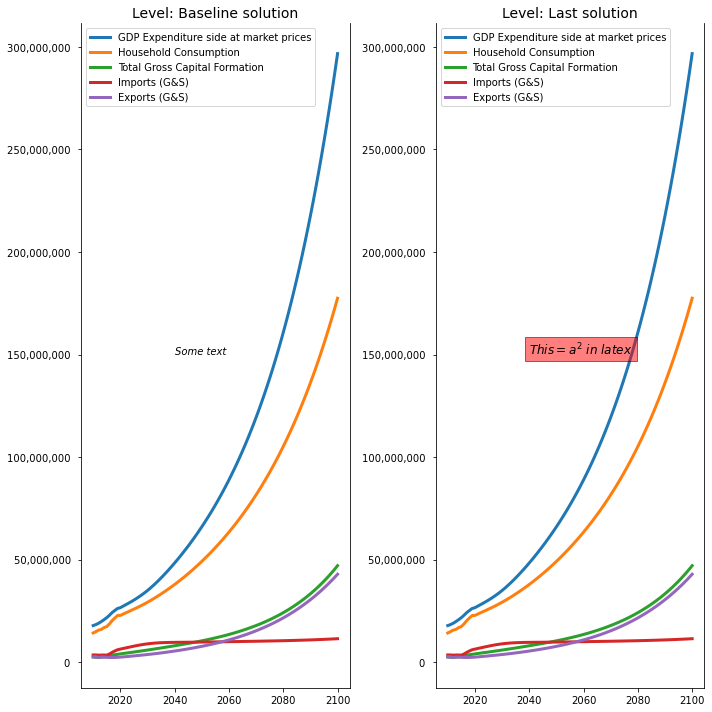 Level: Baseline solution
GDP Expenditure side at market prices
Household Consumption
Total Gross Capital Formation
Imports (G&S)
Exports (G&S)
300,000,000
250,000,000
200,000,000
150,000,000
100,000,000
50,000,000
0
Some text
2020 2040 2060 2080 2100
Level: Last solution
GDP Expenditure side at market prices
Household Consumption
Total Gross Capital Formation
Imports (G&S)
Exports (G&S)
300,000,000
250,000,000
200,000,000
150,000,000
100,000,000
50,000,000
0
This = a² in latex
2020 2040 2060 2080 2100